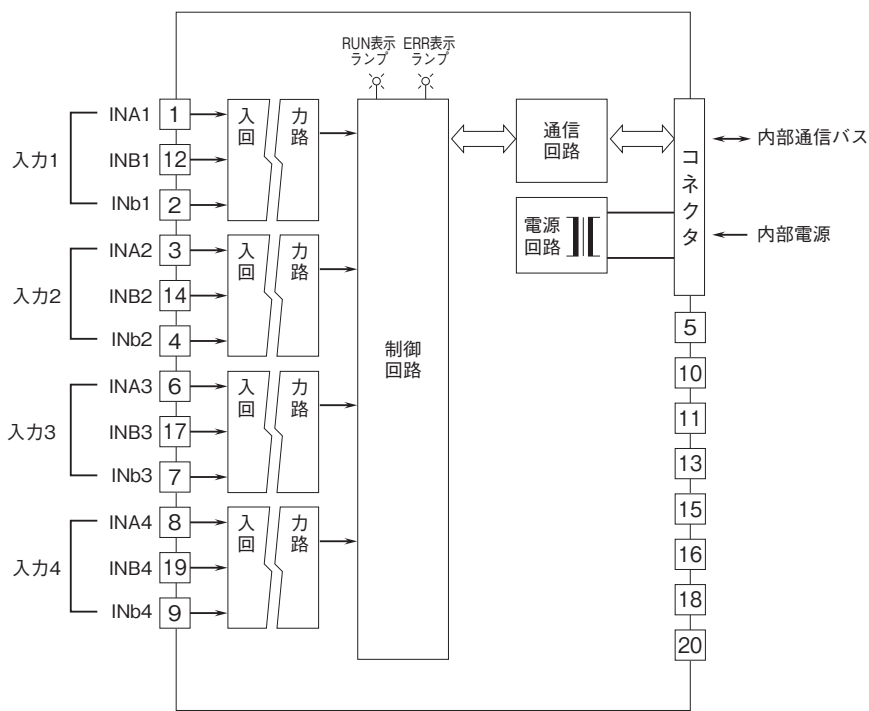 RUN表示
ランプ
ERR表示
ランプ
入力1
INA1
1
INB1
12
INb1
2
入回
力路
入力2
INA2
3
INB2
14
INb2
4
入回
力路
入力3
INA3
6
INB3
17
INb3
7
入回
力路
入力4
INA4
8
INB4
19
INb4
9
入回
力路
制御
回路
通信
回路
電源
回路
コネクタ
内部通信バス
内部電源
5
10
11
13
15
16
18
20